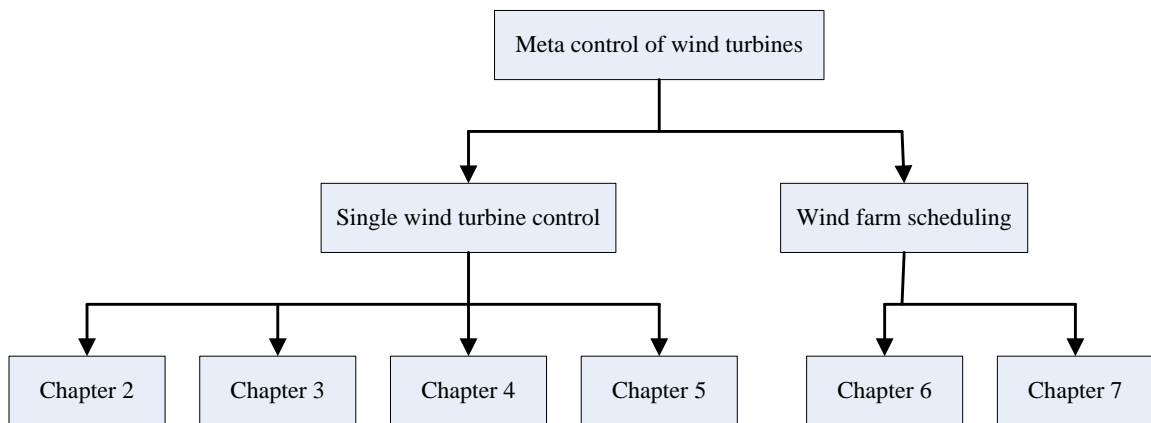 Meta control of wind turbines
Single wind turbine control
Wind farm scheduling
Chapter 2
Chapter 3
Chapter 4
Chapter 5
Chapter 6
Chapter 7